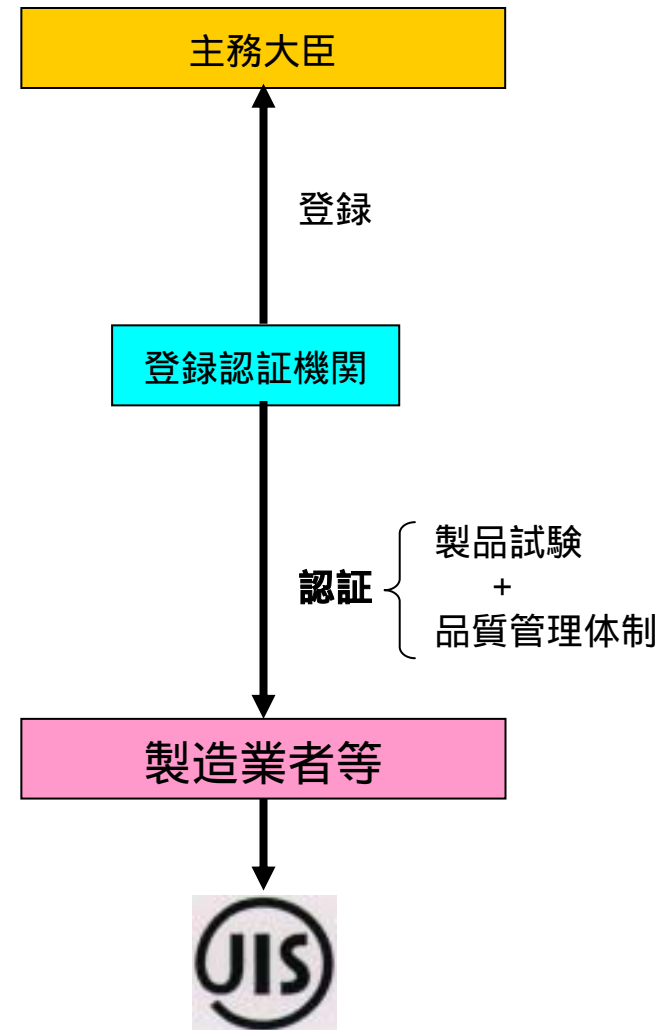 主務大臣
登録
登録認証機関
製品試験
認証
+
品質管理体制
製造業者等
JIS